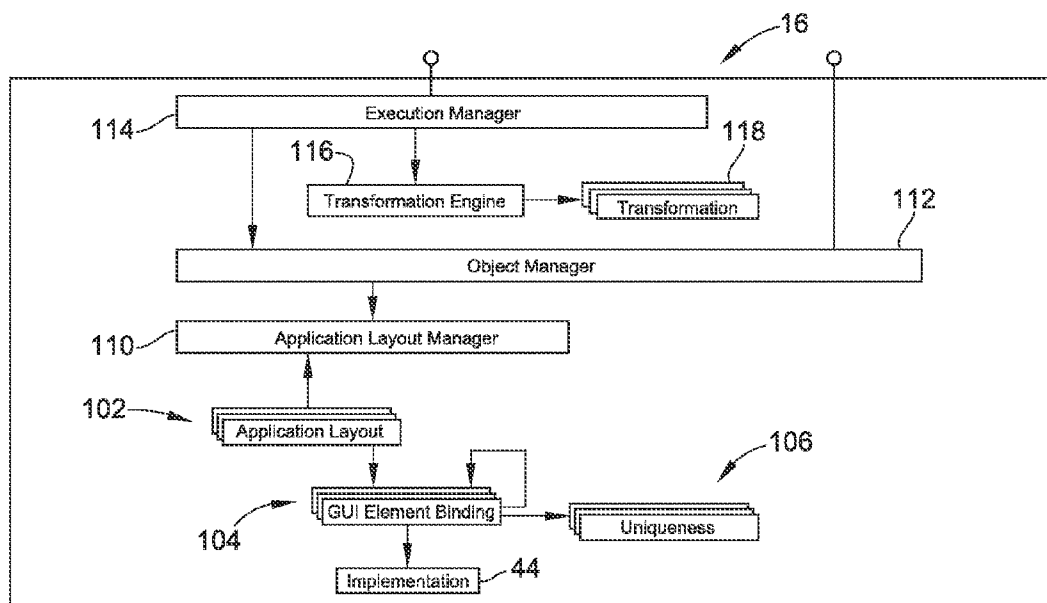 16
Execution Manager
114
116
118
Transformation Engine
Transformation
112
Object Manager
Application Layout Manager
110
102
Application Layout
106
GUI Element Binding
104
Uniqueness
Implementation
44